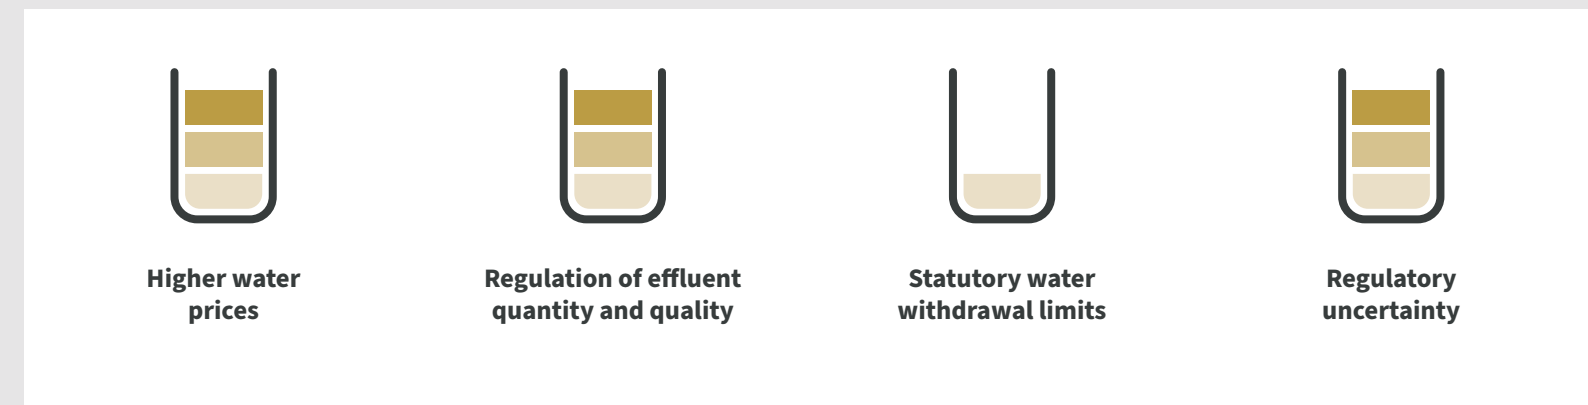 Higher water
prices
Regulation of effluent
quantity and quality
Statutory water
withdrawal limits
Regulatory
uncertainty